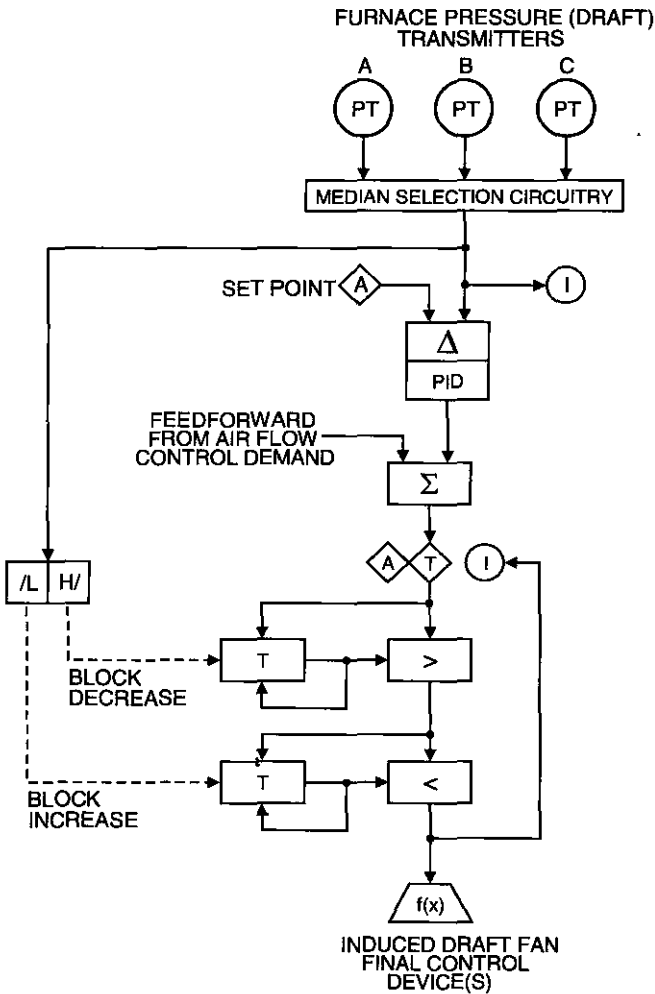 FURNACE PRESSURE (DRAFT)
TRANSMITTERS
A
B
C
PT
PT
PT
MEDIAN SELECTION CIRCUITRY
SET POINT
A
I
Δ
PID
FEEDFORWARD
FROM AIR FLOW
CONTROL DEMAND
Σ
A
T
I
/L
H/
T
>
BLOCK
DECREASE
T
<
BLOCK
INCREASE
f(x)
INDUCED DRAFT FAN
FINAL CONTROL
DEVICE(S)